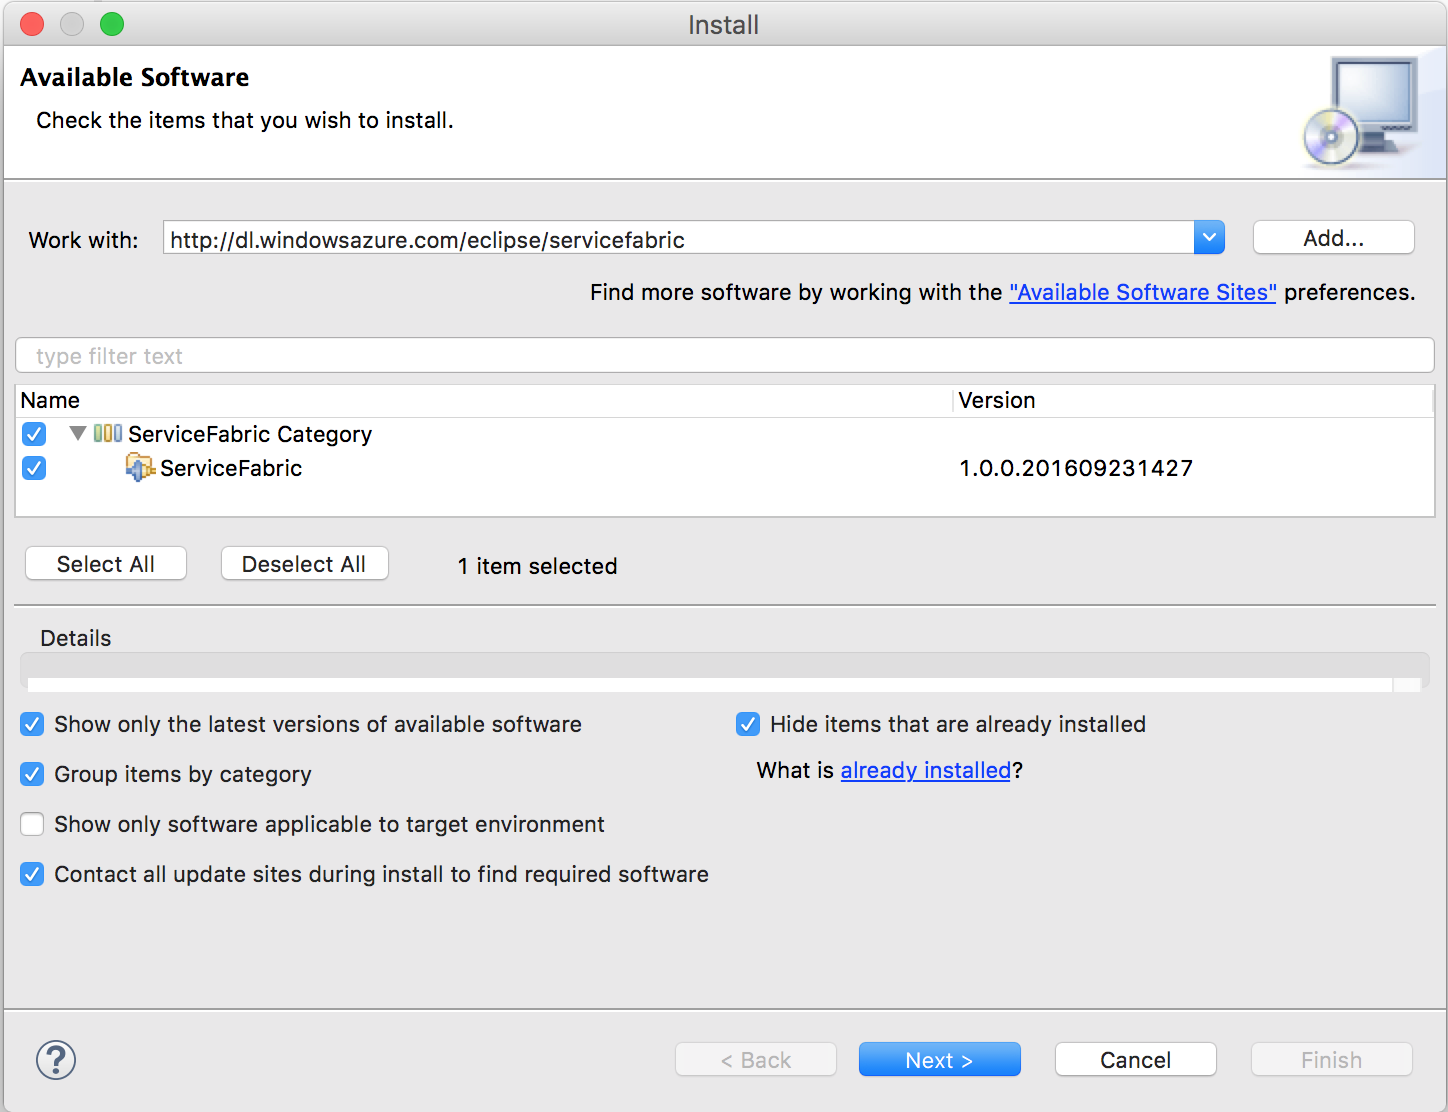 Install
Available Software
Check the items that you wish to install.
Work with: http://dl.windowsazure.com/eclipse/servicefabric Add...
Find more software by working with the "Available Software Sites" preferences.
type filter text
Name Version
ServiceFabric Category
ServiceFabric 1.0.0.201609231427
Select All Deselect All 1 item selected
Details
Show only the latest versions of available software Hide items that are already installed
Group items by category What is already installed?
Show only software applicable to target environment
Contact all update sites during install to find required software
? < Back Next > Cancel Finish